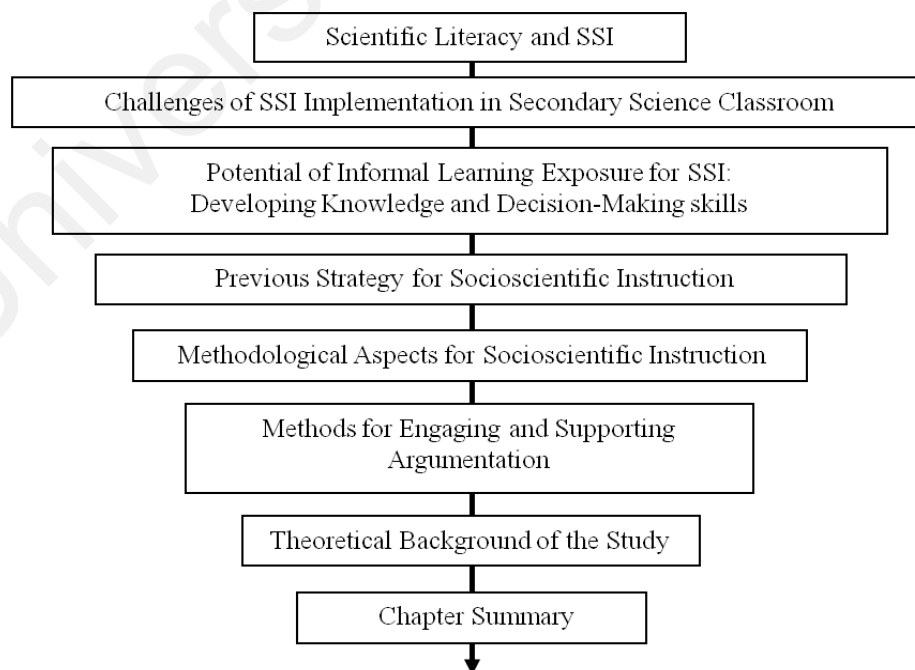 Univers
Scientific Literacy and SSI
Challenges of SSI Implementation in Secondary Science Classroom
Potential of Informal Learning Exposure for SSI:
Developing Knowledge and Decision-Making skills
Previous Strategy for Socioscientific Instruction
Methodological Aspects for Socioscientific Instruction
Methods for Engaging and Supporting
Argumentation
Theoretical Background of the Study
Chapter Summary